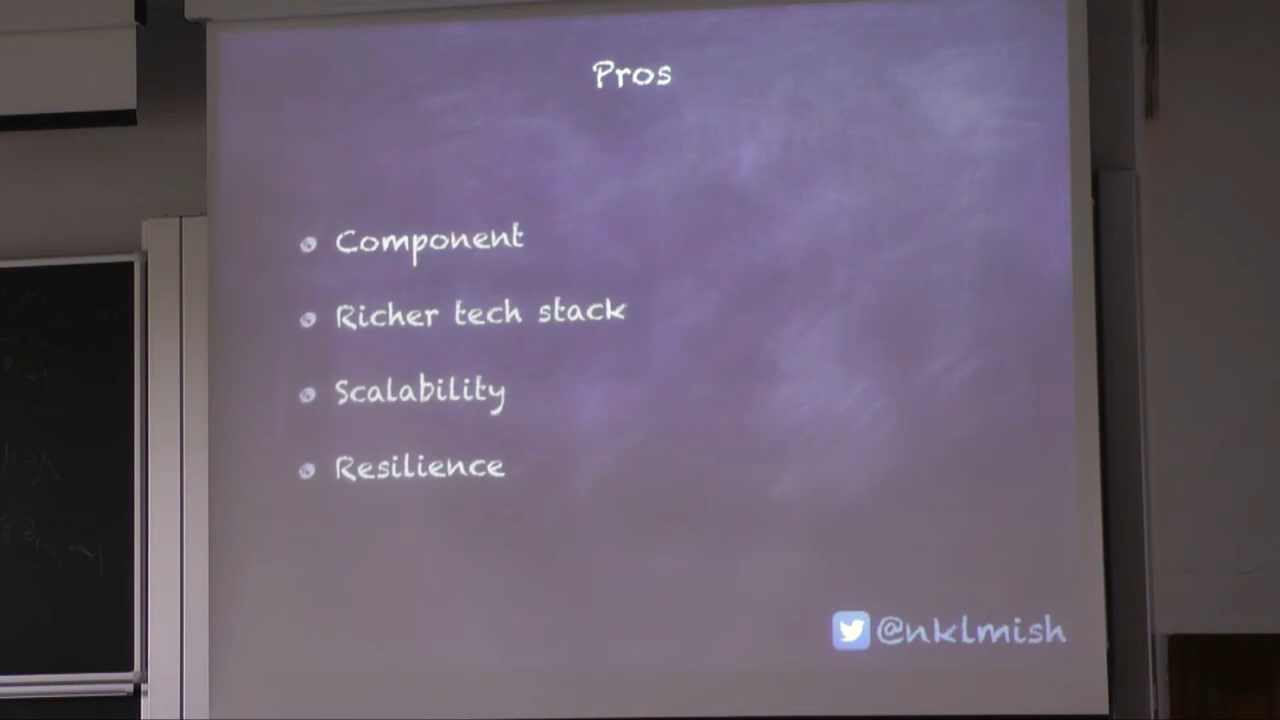 Pros
Component
Richer tech stack
Scalability
Resilience
@nklmish